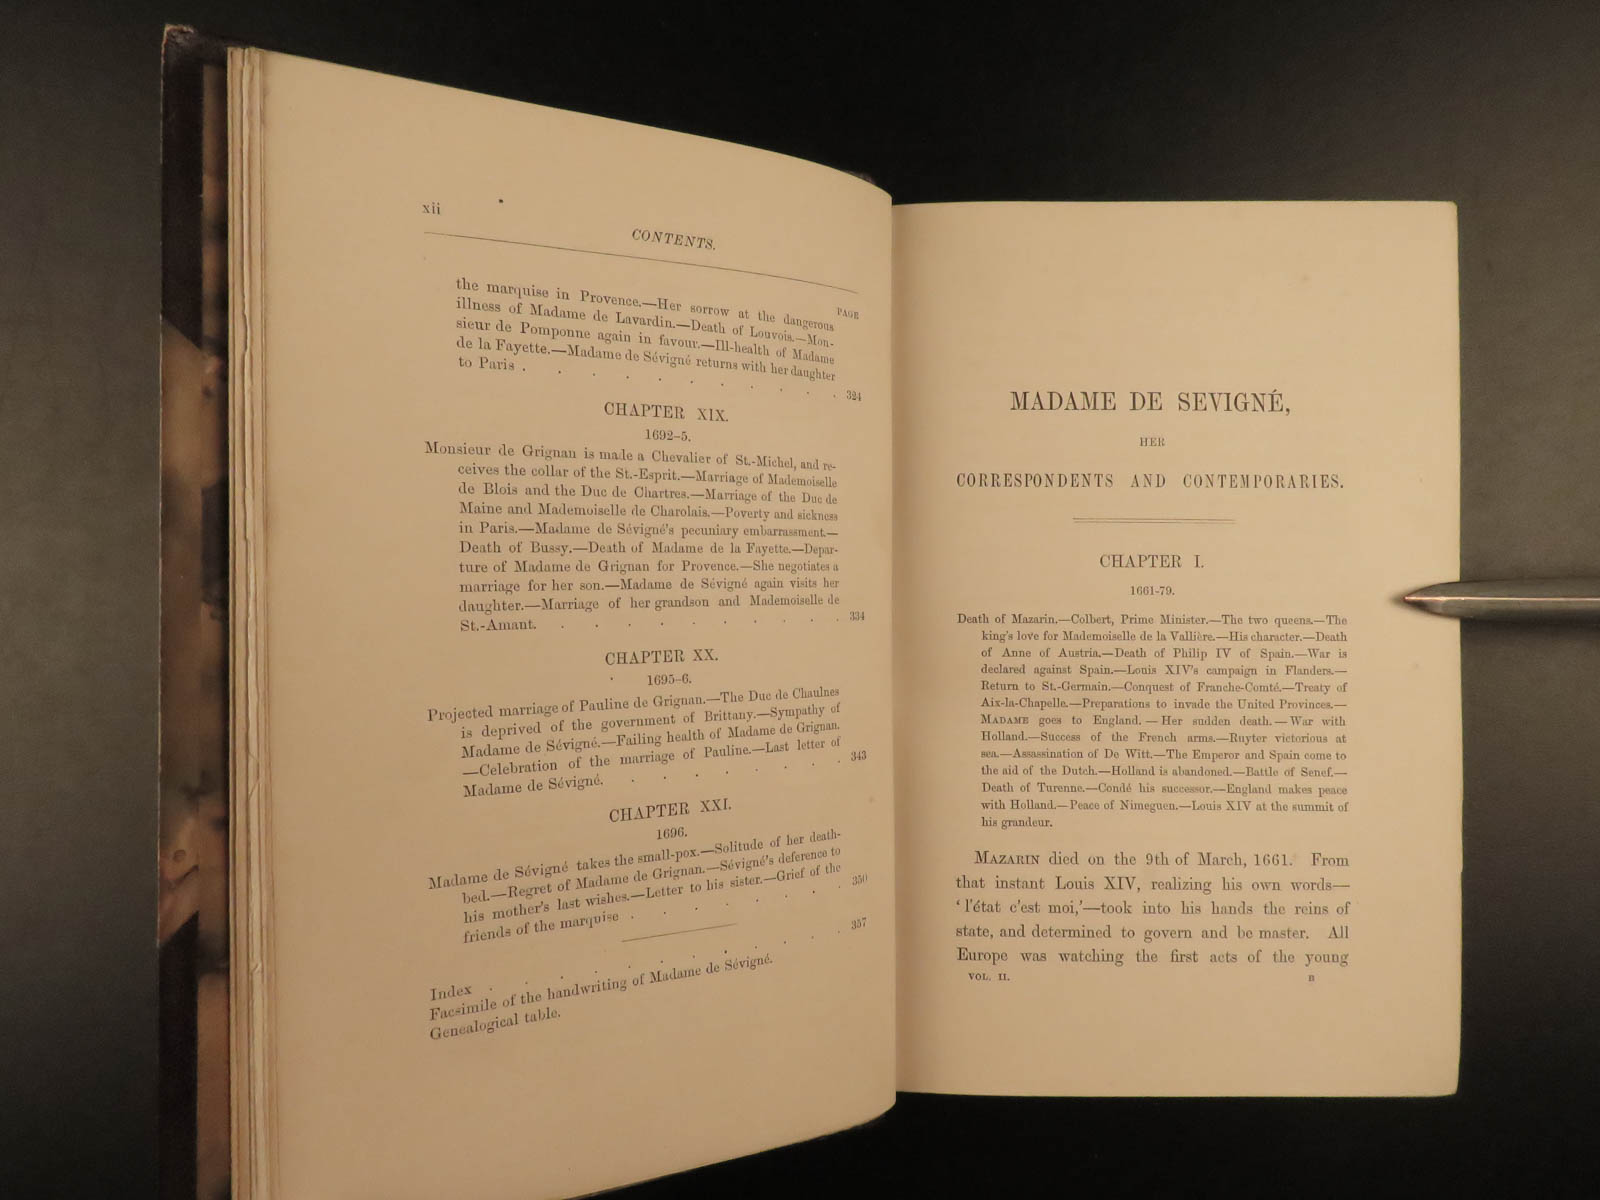 xii
CONTENTS.
PAGE
the marquise in Provence.—Her sorrow at the dangerous
illness of Madame de Lavardin.—Death of Louvois.—Mon-
sieur de Pomponne again in favour.—Ill-health of Madame
de la Fayette.—Madame de Sévigné returns with her daughter
to Paris . . . . . . . . . . 324
CHAPTER XIX.
1692-5.
Monsieur de Grignan is made a Chevalier of St.-Michel, and re-
ceives the collar of the St.-Esprit.—Marriage of Mademoiselle
de Blois and the Duc de Chartres.—Marriage of the Duc de
Maine and Mademoiselle de Charolais.—Poverty and sickness
in Paris.—Madame de Sévigné's pecuniary embarrassment.—
Death of Bussy.—Death of Madame de la Fayette.—Depar-
ture of Madame de Grignan for Provence.—She negotiates a
marriage for her son.—Madame de Sévigné again visits her
daughter.—Marriage of her grandson and Mademoiselle de
St.-Amant. . . . . . . . . . 334
CHAPTER XX.
1695-6.
Projected marriage of Pauline de Grignan.—The Duc de Chaulnes
is deprived of the government of Brittany.—Sympathy of
Madame de Sévigné.—Failing health of Madame de Grignan.
—Celebration of the marriage of Pauline.—Last letter of
Madame de Sévigné. . . . . . . . 343
CHAPTER XXI.
1696.
Madame de Sévigné takes the small-pox.—Solitude of her death-
bed.—Regret of Madame de Grignan.—Sévigné's deference to
his mother's last wishes.—Letter to his sister.—Grief of the
friends of the marquise . . . . . . 350
Index . . . . . . . . . . 357
Facsimile of the handwriting of Madame de Sévigné.
Genealogical table.
MADAME DE SEVIGNÉ,
HER
CORRESPONDENTS AND CONTEMPORARIES.
CHAPTER I.
1661-79.
Death of Mazarin.—Colbert, Prime Minister.—The two queens.—The
king's love for Mademoiselle de la Vallière.—His character.—Death
of Anne of Austria.—Death of Philip IV of Spain.—War is
declared against Spain.—Louis XIV's campaign in Flanders.—
Return to St.-Germain.—Conquest of Franche-Comté.—Treaty of
Aix-la-Chapelle.—Preparations to invade the United Provinces.—
MADAME goes to England.—Her sudden death.—War with
Holland.—Success of the French arms.—Ruyter victorious at
sea.—Assassination of De Witt.—The Emperor and Spain come to
the aid of the Dutch.—Holland is abandoned.—Battle of Senef.—
Death of Turenne.—Condé his successor.—England makes peace
with Holland.—Peace of Nimeguen.—Louis XIV at the summit of
his grandeur.
MAZARIN died on the 9th of March, 1661. From
that instant Louis XIV, realizing his own words—
'l'état c'est moi,'—took into his hands the reins of
state, and determined to govern and be master. All
Europe was watching the first acts of the young
VOL. II. B